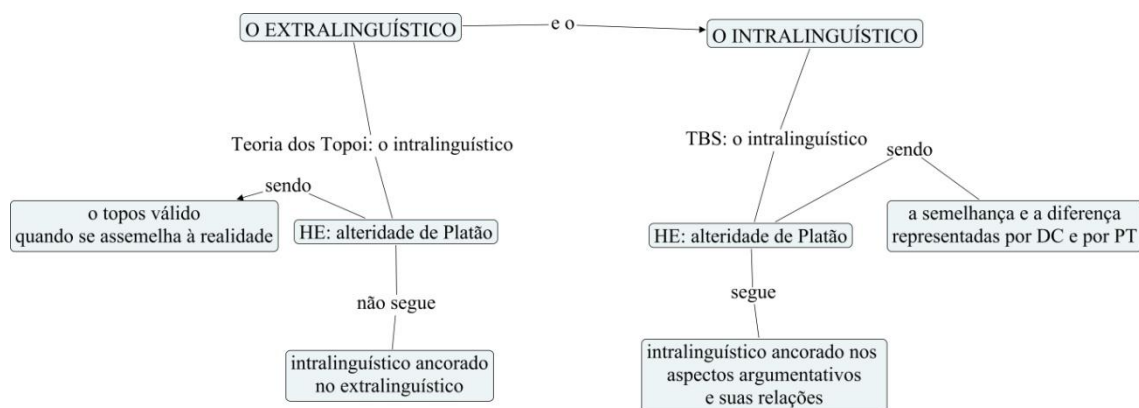 O EXTRALINGUÍSTICO
e o
O INTRALINGUÍSTICO
Teoria dos Topoi: o intralinguístico
TBS: o intralinguístico
sendo
sendo
o topos válido
quando se assemelha à realidade
HE: alteridade de Platão
HE: alteridade de Platão
a semelhança e a diferença
representadas por DC e por PT
não segue
segue
intralinguístico ancorado
no extralinguístico
intralinguístico ancorado nos
aspectos argumentativos
e suas relações